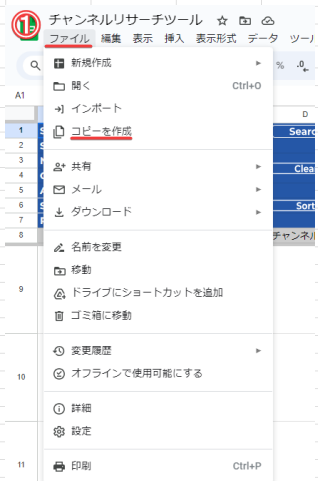 ① チャンネルリサーチツール
ファイル 編集 表示 挿入 表示形式 データ ツー
% .0
A1
D
新規作成
開く Ctrl+O
インポート
コピーを作成
共有
メール
ダウンロード
名前を変更
移動
ドライブにショートカットを追加
ゴミ箱に移動
変更履歴
オフラインで使用可能にする
詳細
設定
印刷 Ctrl+P
1 Searc
2
3
4 Clea
5
6 Sort
7
8 チャンネル
9
10
11